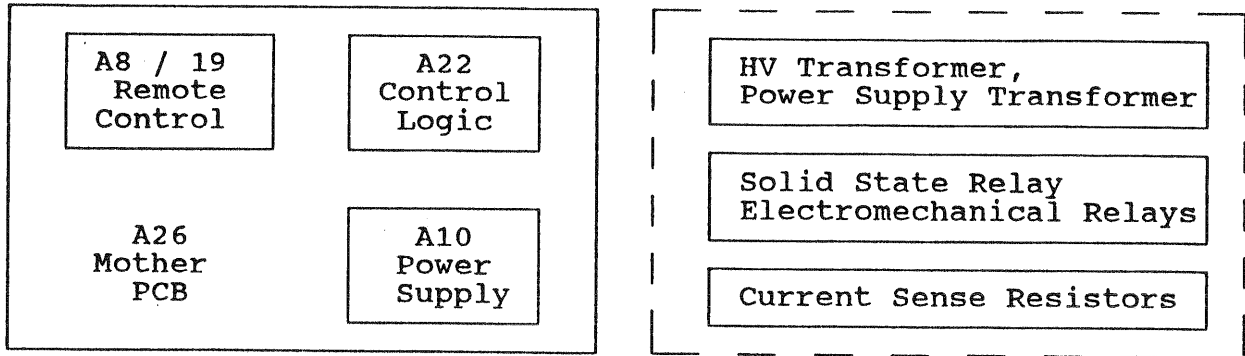 A8 / 19
Remote
Control
A22
Control
Logic
A26
Mother
PCB
A10
Power
Supply
HV Transformer,
Power Supply Transformer
Solid State Relay
Electromechanical Relays
Current Sense Resistors